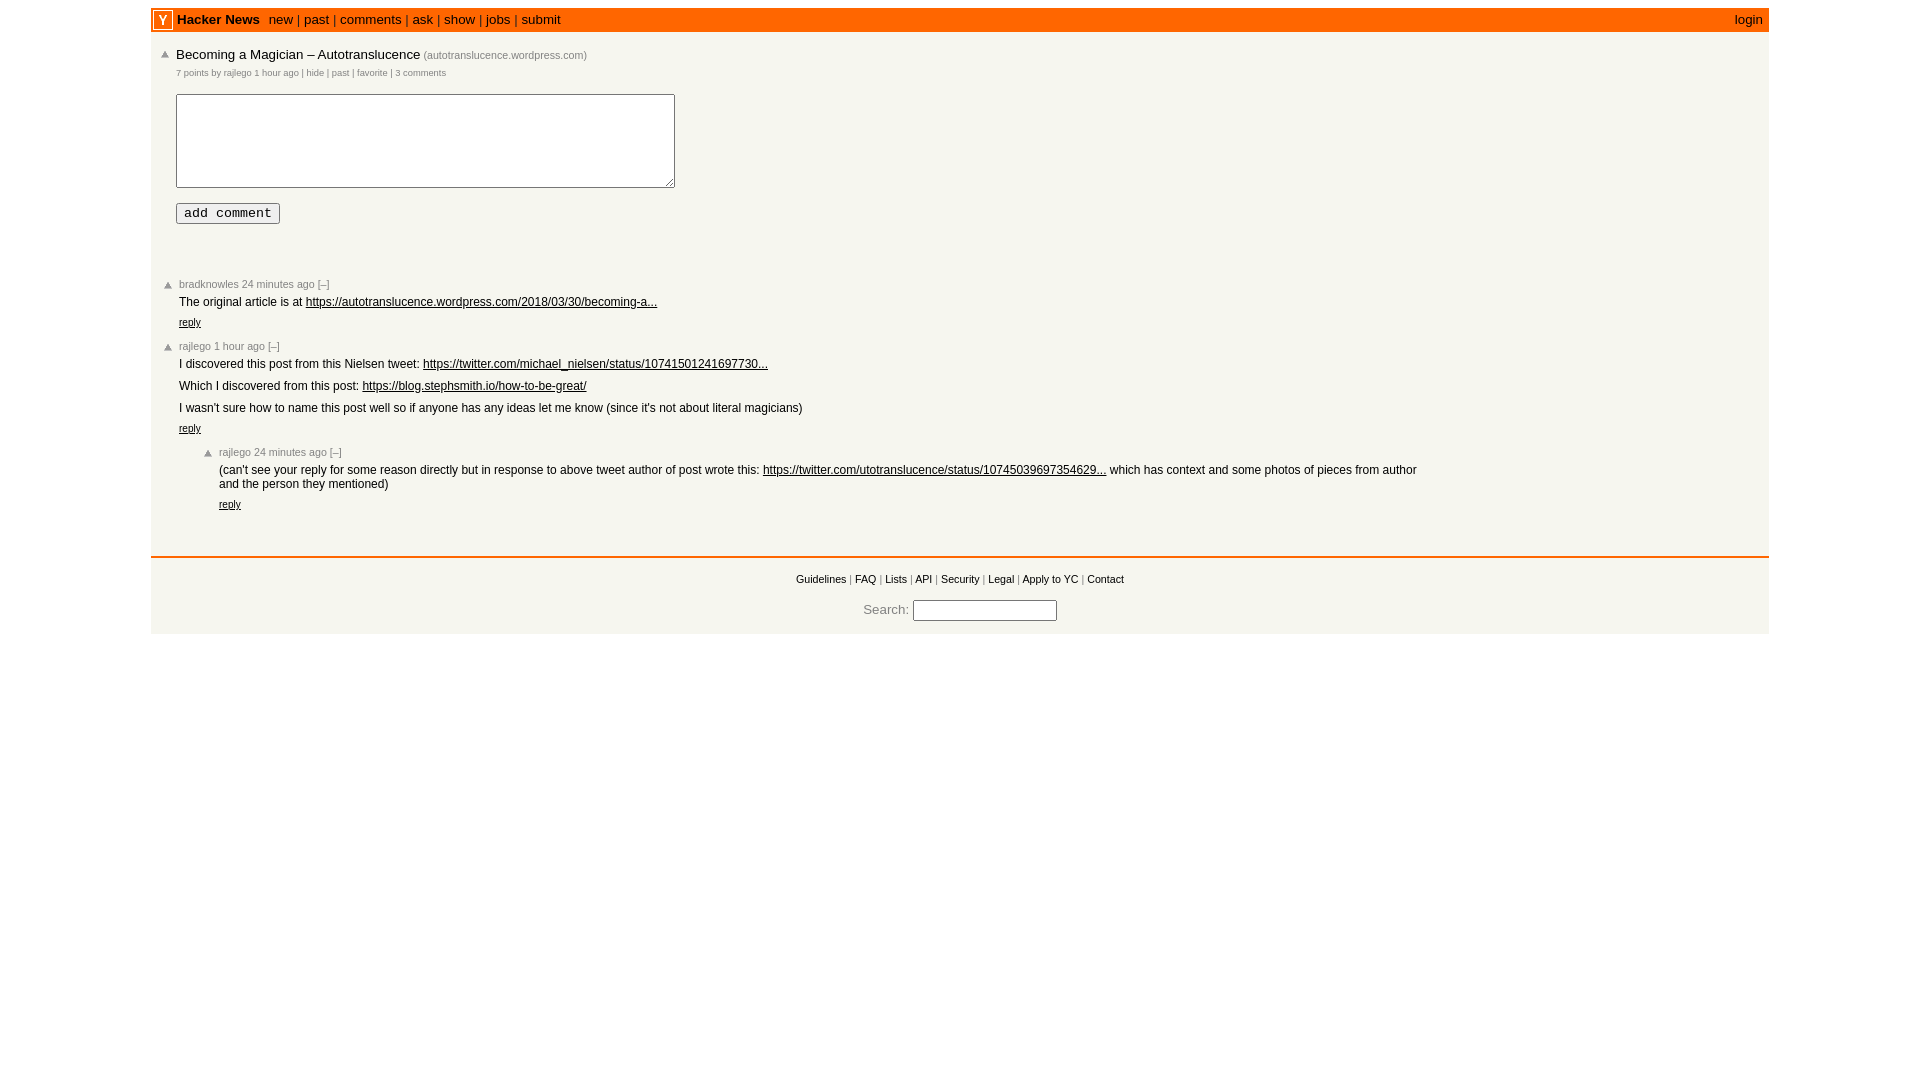 Y Hacker News new | past | comments | ask | show | jobs | submit login
Becoming a Magician – Autotranslucence (autotranslucence.wordpress.com)
7 points by rajlego 1 hour ago | hide | past | favorite | 3 comments
add comment
bradknowles 24 minutes ago [–]
The original article is at https://autotranslucence.wordpress.com/2018/03/30/becoming-a...
reply
rajlego 1 hour ago [–]
I discovered this post from this Nielsen tweet: https://twitter.com/michael_nielsen/status/10741501241697730...
Which I discovered from this post: https://blog.stephsmith.io/how-to-be-great/
I wasn't sure how to name this post well so if anyone has any ideas let me know (since it's not about literal magicians)
reply
rajlego 24 minutes ago [–]
(can't see your reply for some reason directly but in response to above tweet author of post wrote this: https://twitter.com/utotranslucence/status/10745039697354629... which has context and some photos of pieces from author
and the person they mentioned)
reply
Guidelines | FAQ | Lists | API | Security | Legal | Apply to YC | Contact
Search: